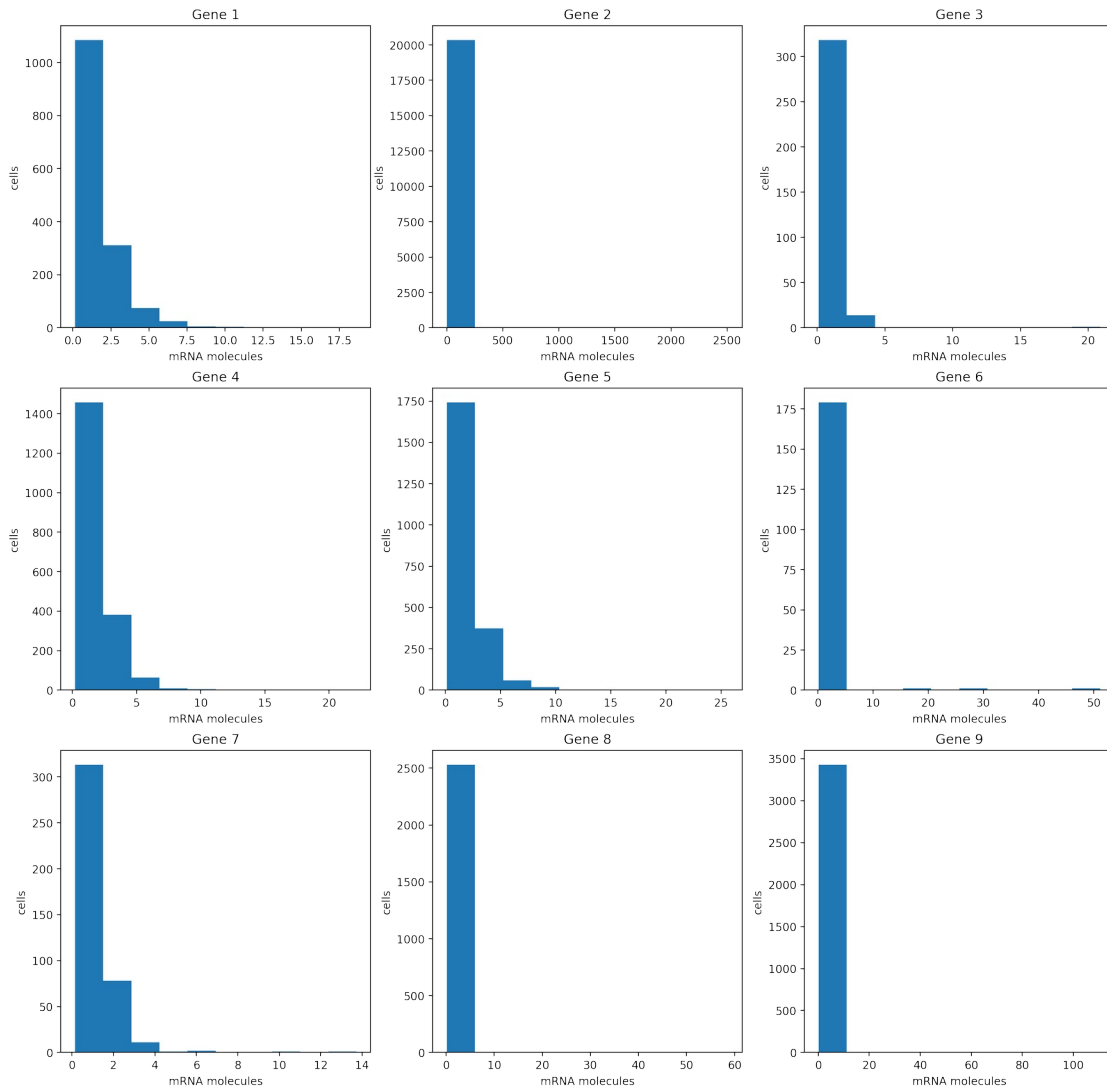 Gene 1
1000
800
600
400
200
0
cells
0.0 2.5 5.0 7.5 10.0 12.5 15.0 17.5
mRNA molecules
Gene 2
20000
17500
15000
12500
10000
7500
5000
2500
0
cells
0 500 1000 1500 2000 2500
mRNA molecules
Gene 3
300
250
200
150
100
50
0
cells
0 5 10 15 20
mRNA molecules
Gene 4
1400
1200
1000
800
600
400
200
0
cells
0 5 10 15 20
mRNA molecules
Gene 5
1750
1500
1250
1000
750
500
250
0
cells
0 5 10 15 20 25
mRNA molecules
Gene 6
175
150
125
100
75
50
25
0
cells
0 10 20 30 40 50
mRNA molecules
Gene 7
300
250
200
150
100
50
0
cells
0 2 4 6 8 10 12 14
mRNA molecules
Gene 8
2500
2000
1500
1000
500
0
cells
0 10 20 30 40 50 60
mRNA molecules
Gene 9
3500
3000
2500
2000
1500
1000
500
0
cells
0 20 40 60 80 100
mRNA molecules